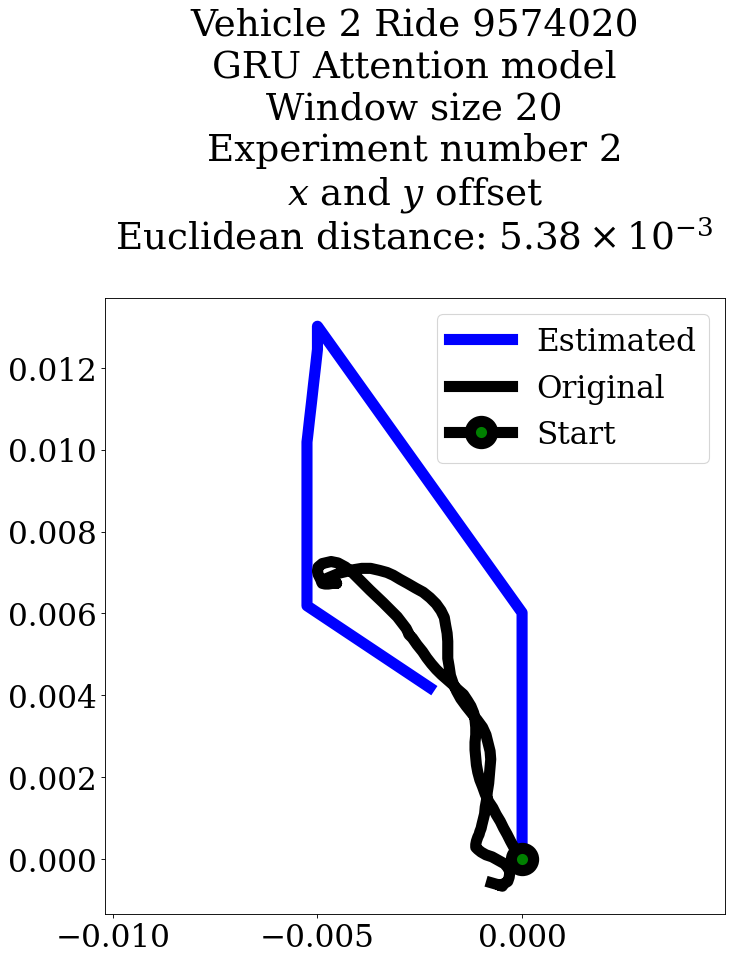 Vehicle 2 Ride 9574020
GRU Attention model
Window size 20
Experiment number 2
x and y offset
Euclidean distance: 5.38 × 10⁻³
Estimated
Original
Start
0.012
0.010
0.008
0.006
0.004
0.002
0.000
−0.010 −0.005 0.000